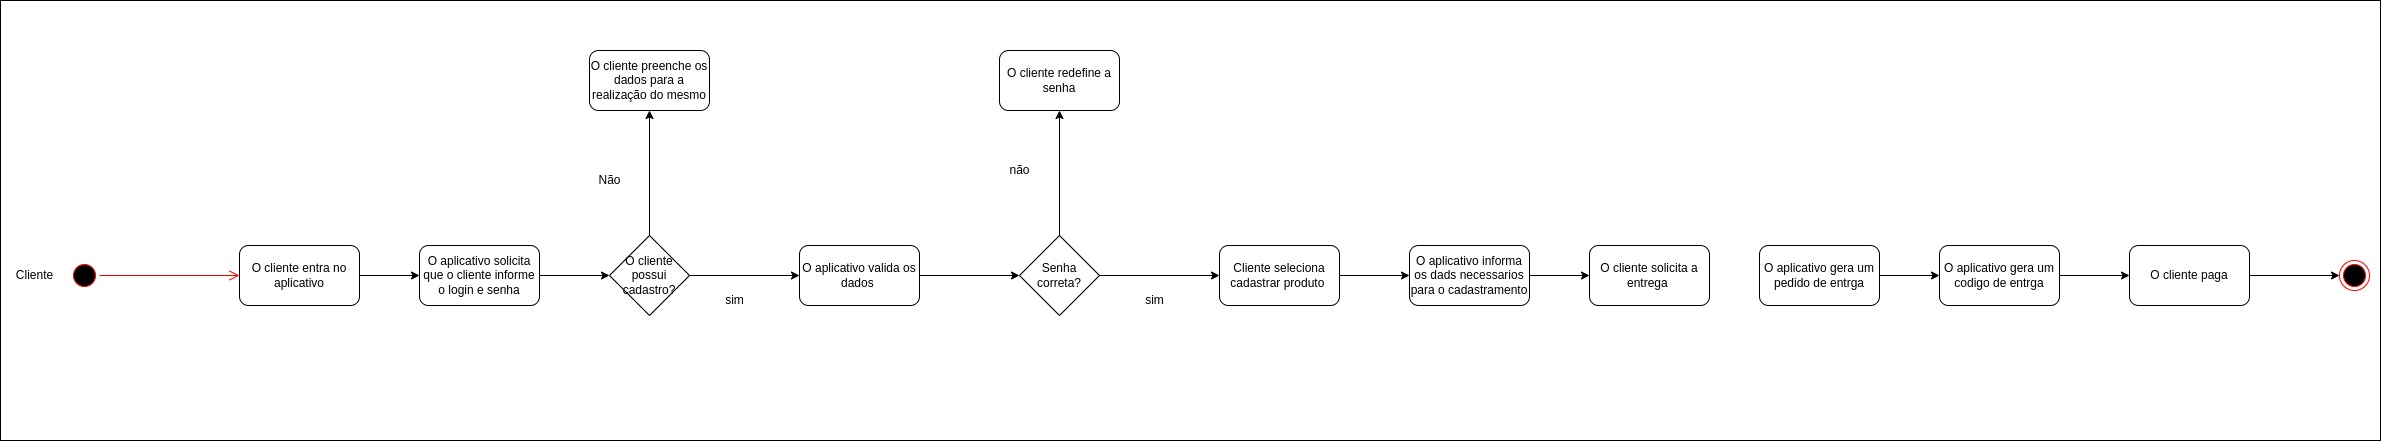 O cliente preenche os
dados para a
realização do mesmo
O cliente redefine a
senha
Não
não
Cliente
O cliente entra no
aplicativo
O aplicativo solicita
que o cliente informe
o login e senha
O cliente
possui
cadastro?
sim
O aplicativo valida os
dados
Senha
correta?
sim
Cliente seleciona
cadastrar produto
O aplicativo informa
os dads necessarios
para o cadastramento
O cliente solicita a
entrega
O aplicativo gera um
pedido de entrga
O aplicativo gera um
codigo de entrga
O cliente paga